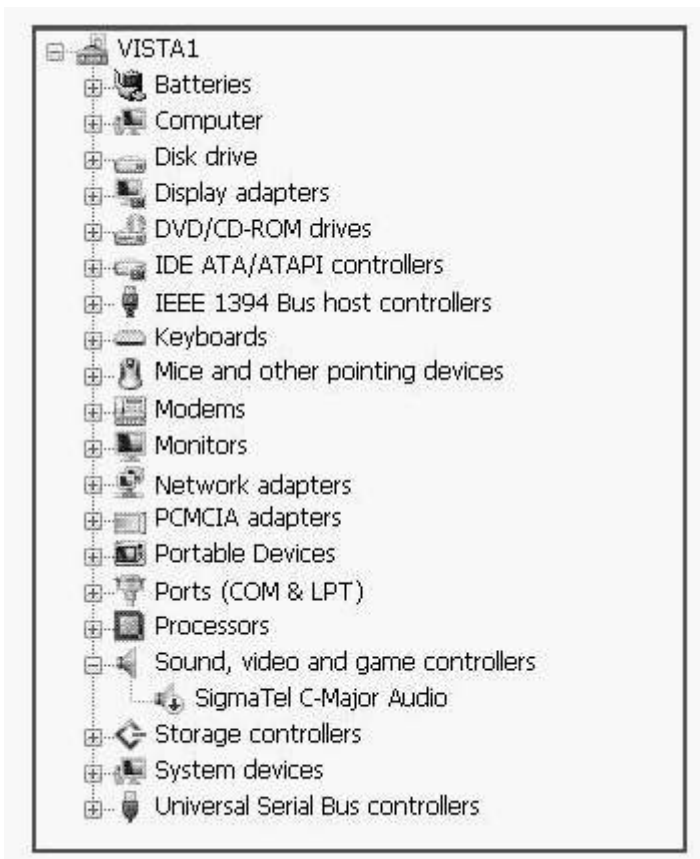 VISTA1
Batteries
Computer
Disk drive
Display adapters
DVD/CD-ROM drives
IDE ATA/ATAPI controllers
IEEE 1394 Bus host controllers
Keyboards
Mice and other pointing devices
Modems
Monitors
Network adapters
PCMCIA adapters
Portable Devices
Ports (COM & LPT)
Processors
Sound, video and game controllers
SigmaTel C-Major Audio
Storage controllers
System devices
Universal Serial Bus controllers